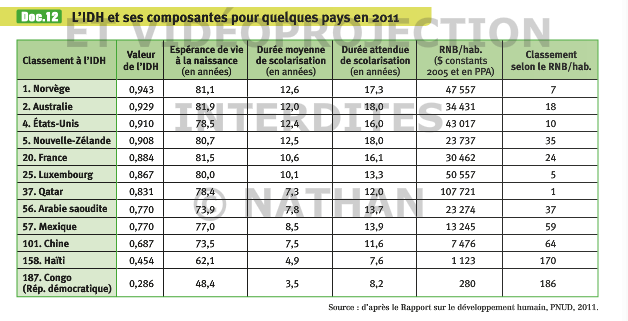 Doc.12 L'IDH et ses composantes pour quelques pays en 2011
ET VIDÉOPROJECTION
Classement à l'IDH Valeur de l'IDH Espérance de vie à la naissance (en années) Durée moyenne de scolarisation (en années) Durée attendue de scolarisation (en années) RNB/hab. ($ constants 2005 et en PPA) Classement selon le RNB/hab.
1. Norvège 0,943 81,1 12,6 17,3 47 557 7
2. Australie 0,929 81,9 12,0 18,0 34 431 18
INTERDITES
4. États-Unis 0,910 78,5 12,4 16,0 43 017 10
5. Nouvelle-Zélande 0,908 80,7 12,5 18,0 23 737 35
20. France 0,884 81,5 10,6 16,1 30 462 24
25. Luxembourg 0,867 80,0 10,1 13,3 50 557 5
37. Qatar 0,831 78,4 7,3 12,0 107 721 1
© NATHAN
56. Arabie saoudite 0,770 73,9 7,8 13,7 23 274 37
57. Mexique 0,770 77,0 8,5 13,9 13 245 59
101. Chine 0,687 73,5 7,5 11,6 7 476 64
158. Haïti 0,454 62,1 4,9 7,6 1 123 170
187. Congo (Rép. démocratique) 0,286 48,4 3,5 8,2 280 186
Source : d'après le Rapport sur le développement humain, PNUD, 2011.